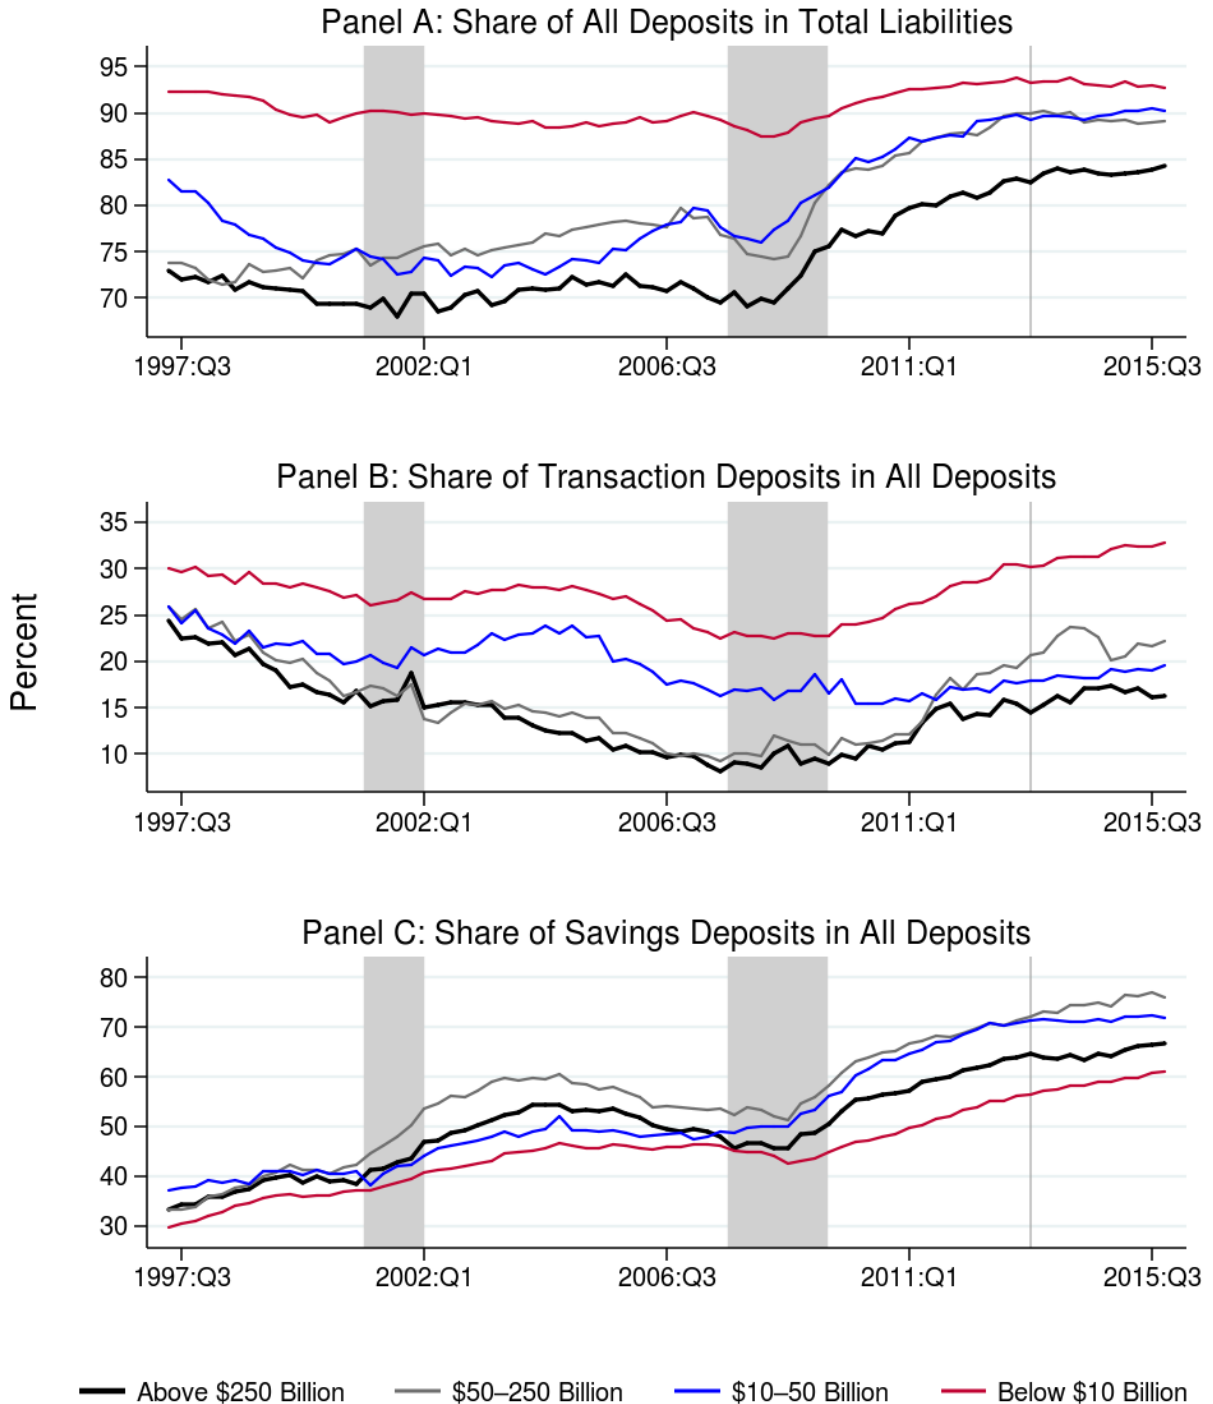 Panel A: Share of All Deposits in Total Liabilities
95
90
85
80
75
70
1997:Q3 2002:Q1 2006:Q3 2011:Q1 2015:Q3
Panel B: Share of Transaction Deposits in All Deposits
Percent
35
30
25
20
15
10
1997:Q3 2002:Q1 2006:Q3 2011:Q1 2015:Q3
Panel C: Share of Savings Deposits in All Deposits
80
70
60
50
40
30
1997:Q3 2002:Q1 2006:Q3 2011:Q1 2015:Q3
Above $250 Billion $50–250 Billion $10–50 Billion Below $10 Billion